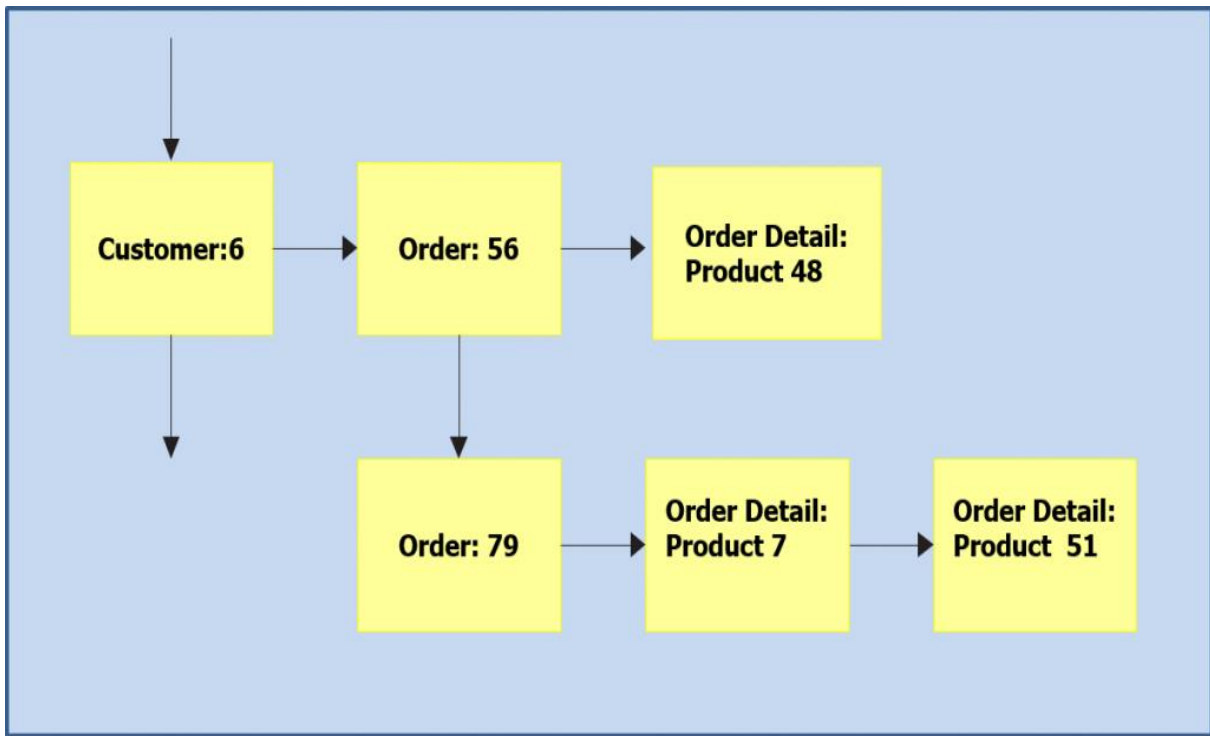 Customer:6
Order: 56
Order Detail:
Product 48
Order: 79
Order Detail:
Product 7
Order Detail:
Product  51